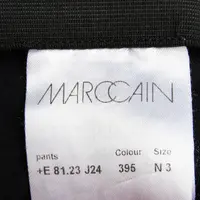 MARCCAIN
pants Colour Size
+E 81.23 J24 395 N 3